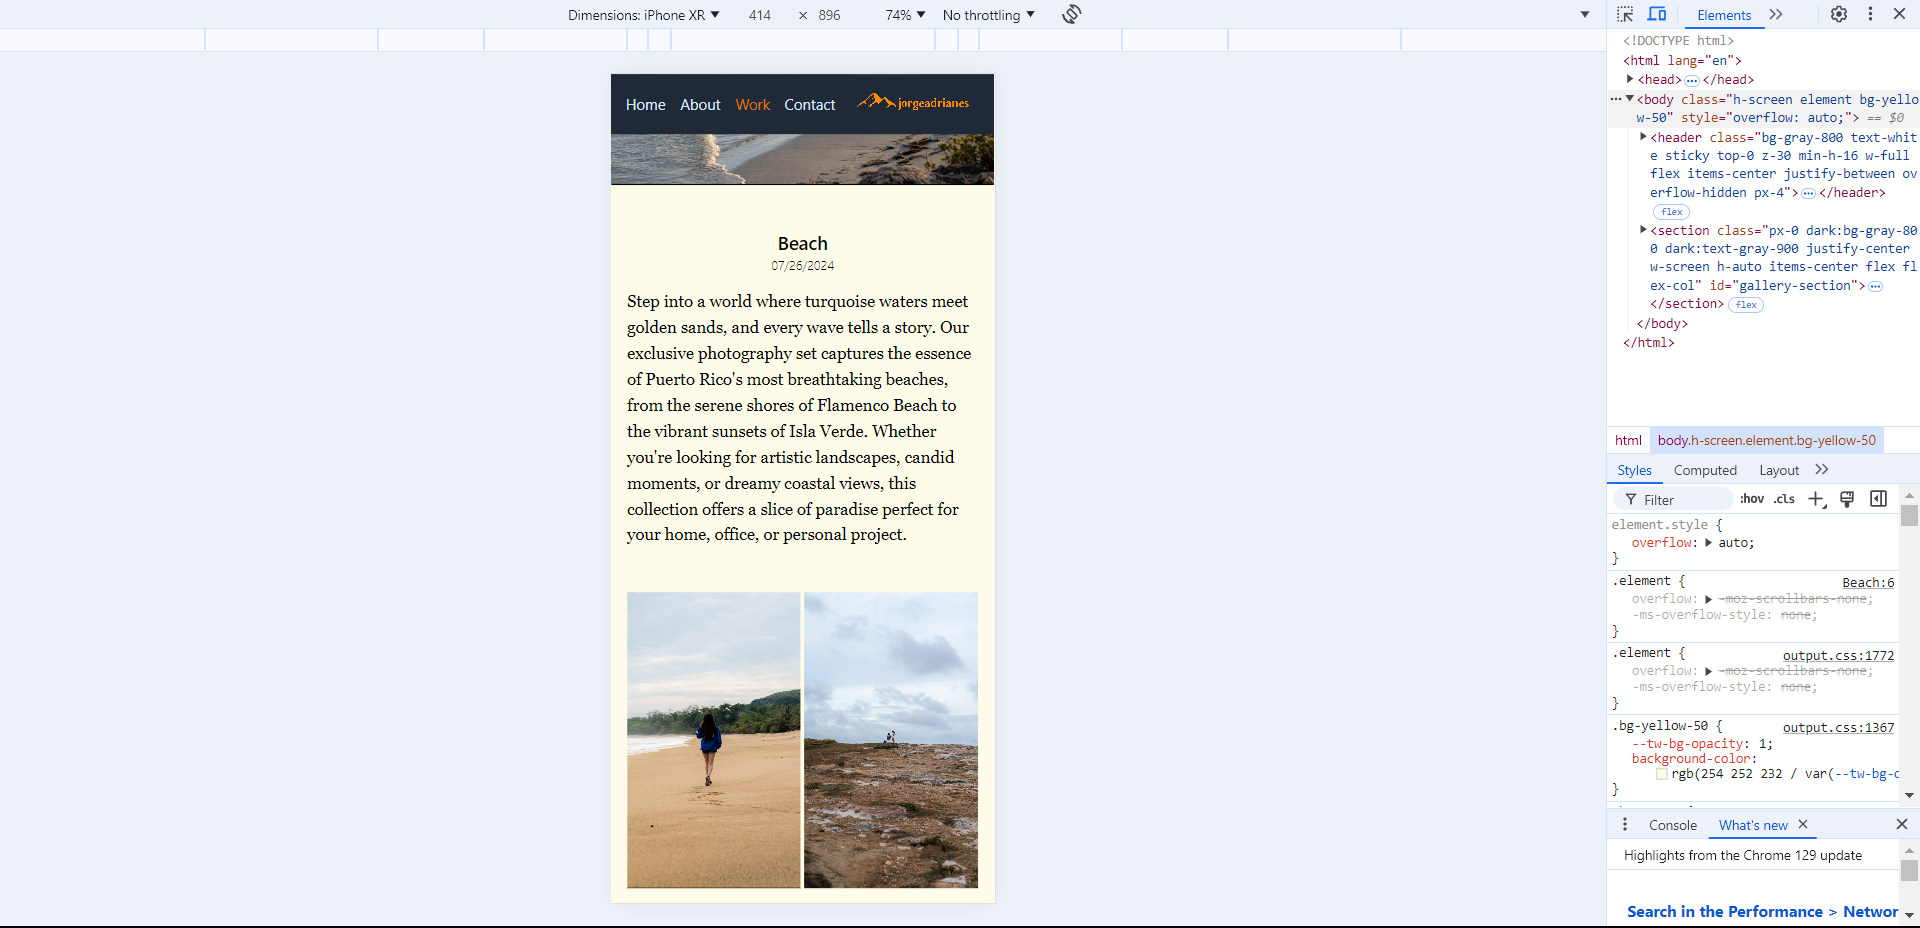 Dimensions: iPhone XR ▼ 414 × 896 74% ▼ No throttling ▼
Elements
Home About Work Contact jorgeadrianes
Beach
07/26/2024
Step into a world where turquoise waters meet
golden sands, and every wave tells a story. Our
exclusive photography set captures the essence
of Puerto Rico's most breathtaking beaches,
from the serene shores of Flamenco Beach to
the vibrant sunsets of Isla Verde. Whether
you're looking for artistic landscapes, candid
moments, or dreamy coastal views, this
collection offers a slice of paradise perfect for
your home, office, or personal project.
<!DOCTYPE html>
<html lang="en">
<head> ⋯ </head>
<body class="h-screen element bg-yello
w-50" style="overflow: auto;"> == $0
<header class="bg-gray-800 text-whit
e sticky top-0 z-30 min-h-16 w-full
flex items-center justify-between ov
erflow-hidden px-4"> ⋯ </header>
flex
<section class="px-0 dark:bg-gray-80
0 dark:text-gray-900 justify-center
w-screen h-auto items-center flex fl
ex-col" id="gallery-section"> ⋯
</section> flex
</body>
</html>
html body.h-screen.element.bg-yellow-50
Styles Computed Layout
Filter :hov .cls
element.style {
overflow: auto;
}
.element { Beach:6
overflow: -moz-scrollbars-none;
-ms-overflow-style: none;
}
.element { output.css:1772
overflow: -moz-scrollbars-none;
-ms-overflow-style: none;
}
.bg-yellow-50 { output.css:1367
--tw-bg-opacity: 1;
background-color:
rgb(254 252 232 / var(--tw-bg-o
}
Console What's new
Highlights from the Chrome 129 update
Search in the Performance > Networ